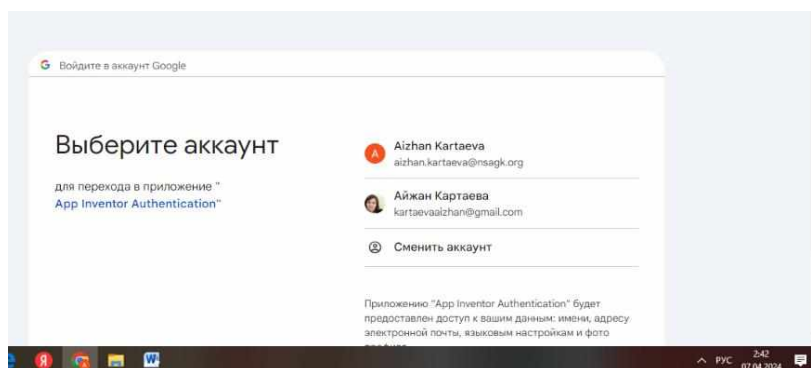 Войдите в аккаунт Google
Выберите аккаунт
для перехода в приложение "
App Inventor Authentication"
Aizhan Kartaeva
aizhan.kartaeva@nsagk.org
Айжан Картаева
kartaevaaizhan@gmail.com
Сменить аккаунт
Приложению "App Inventor Authentication" будет
предоставлен доступ к вашим данным: имени, адресу
электронной почты, языковым настройкам и фото
РУС
2:42
07.04.2024